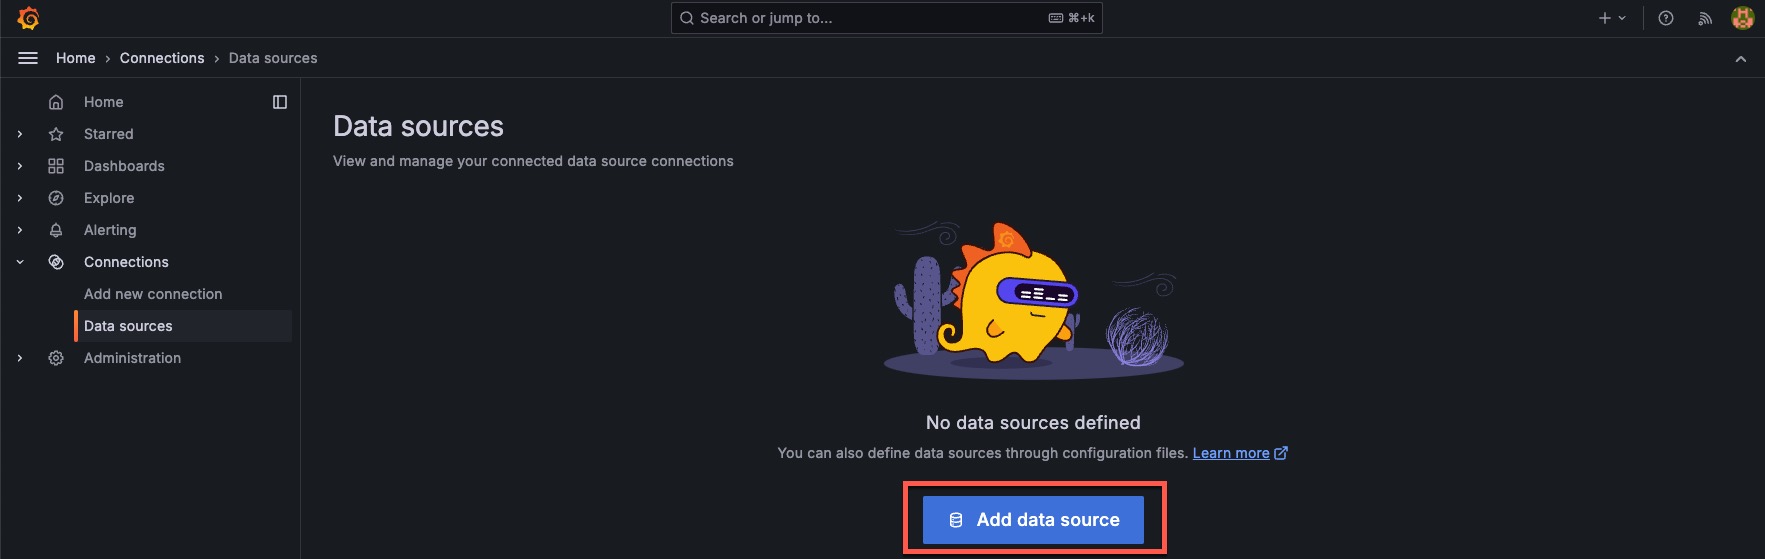 Search or jump to...
⌘+k
Home › Connections › Data sources
Home
Starred
Dashboards
Explore
Alerting
Connections
Add new connection
Data sources
Administration
Data sources
View and manage your connected data source connections
No data sources defined
You can also define data sources through configuration files. Learn more
Add data source